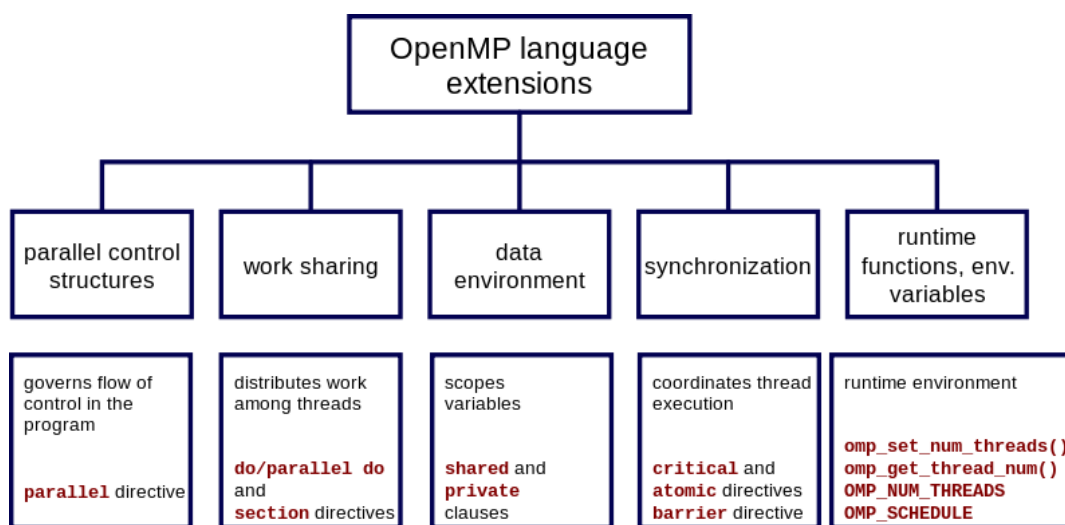 OpenMP language
extensions
parallel control
structures
work sharing
data
environment
synchronization
runtime
functions, env.
variables
governs flow of
control in the
program
parallel directive
distributes work
among threads
do/parallel do
and
section directives
scopes
variables
shared and
private
clauses
coordinates thread
execution
critical and
atomic directives
barrier directive
runtime environment
omp_set_num_threads()
omp_get_thread_num()
OMP_NUM_THREADS
OMP_SCHEDULE